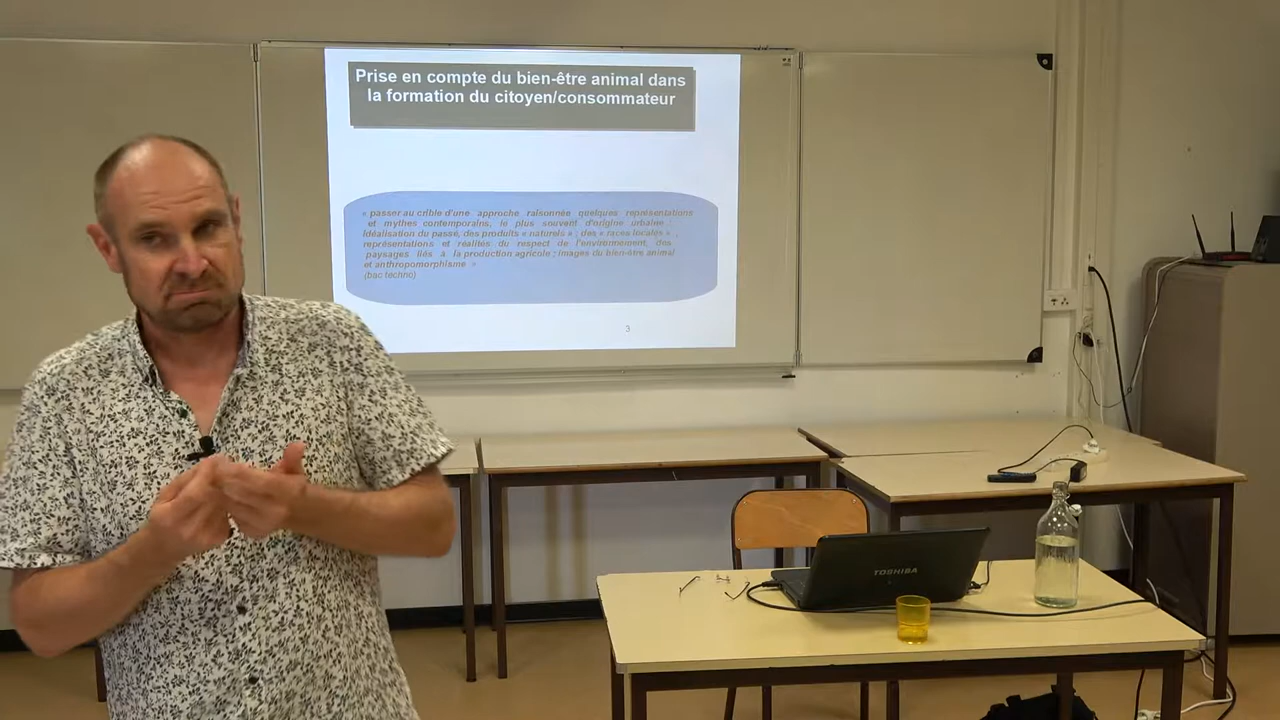 Prise en compte du bien-être animal dans
la formation du citoyen/consommateur
« passer au crible d'une approche raisonnée quelques représentations
et mythes contemporains, le plus souvent d'origine urbaine :
Idéalisation du passé, des produits « naturels » ; des « races locales » ,
représentations et réalités du respect de l'environnement, des
paysages liés à la production agricole ; images du bien-être animal
et anthropomorphisme »
(bac techno)
3
TOSHIBA